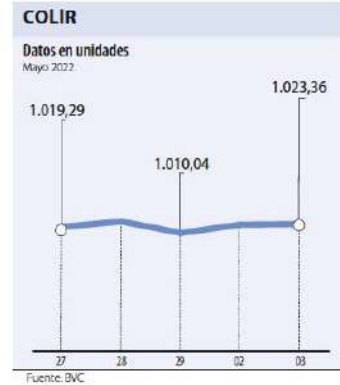 COLIR
Datos en unidades
Mayo 2022
1.023,36
1.019,29
1.010,04
27 28 29 02 03
Fuente: BVC